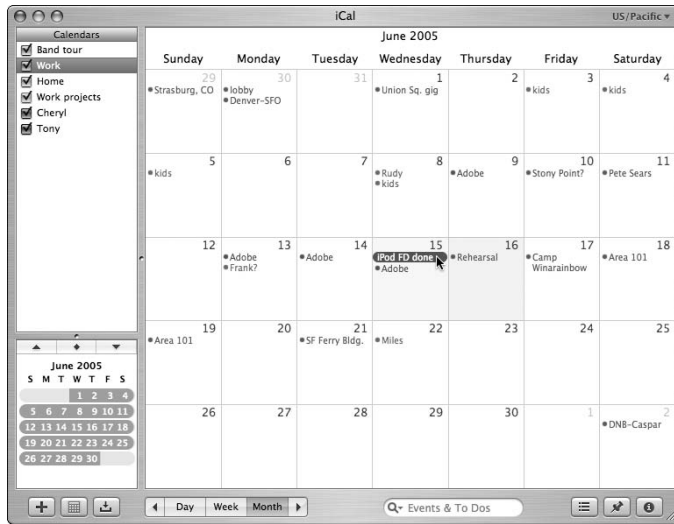 iCal
US/Pacific
Calendars
Band tour
Work
Home
Work projects
Cheryl
Tony
June 2005
Sunday Monday Tuesday Wednesday Thursday Friday Saturday
29 30 31 1 2 3 4
Strasburg, CO
lobby
Denver-SFO
Union Sq. gig
kids
kids
5 6 7 8 9 10 11
kids
Rudy
kids
Adobe
Stony Point?
Pete Sears
12 13 14 15 16 17 18
Adobe
Frank?
Adobe
iPod FD done
Adobe
Rehearsal
Camp
Winarainbow
Area 101
19 20 21 22 23 24 25
Area 101
SF Ferry Bldg.
Miles
26 27 28 29 30 1 2
DNB-Caspar
June 2005
S M T W T F S
1 2 3 4
5 6 7 8 9 10 11
12 13 14 15 16 17 18
19 20 21 22 23 24 25
26 27 28 29 30
Day Week Month
Events & To Dos